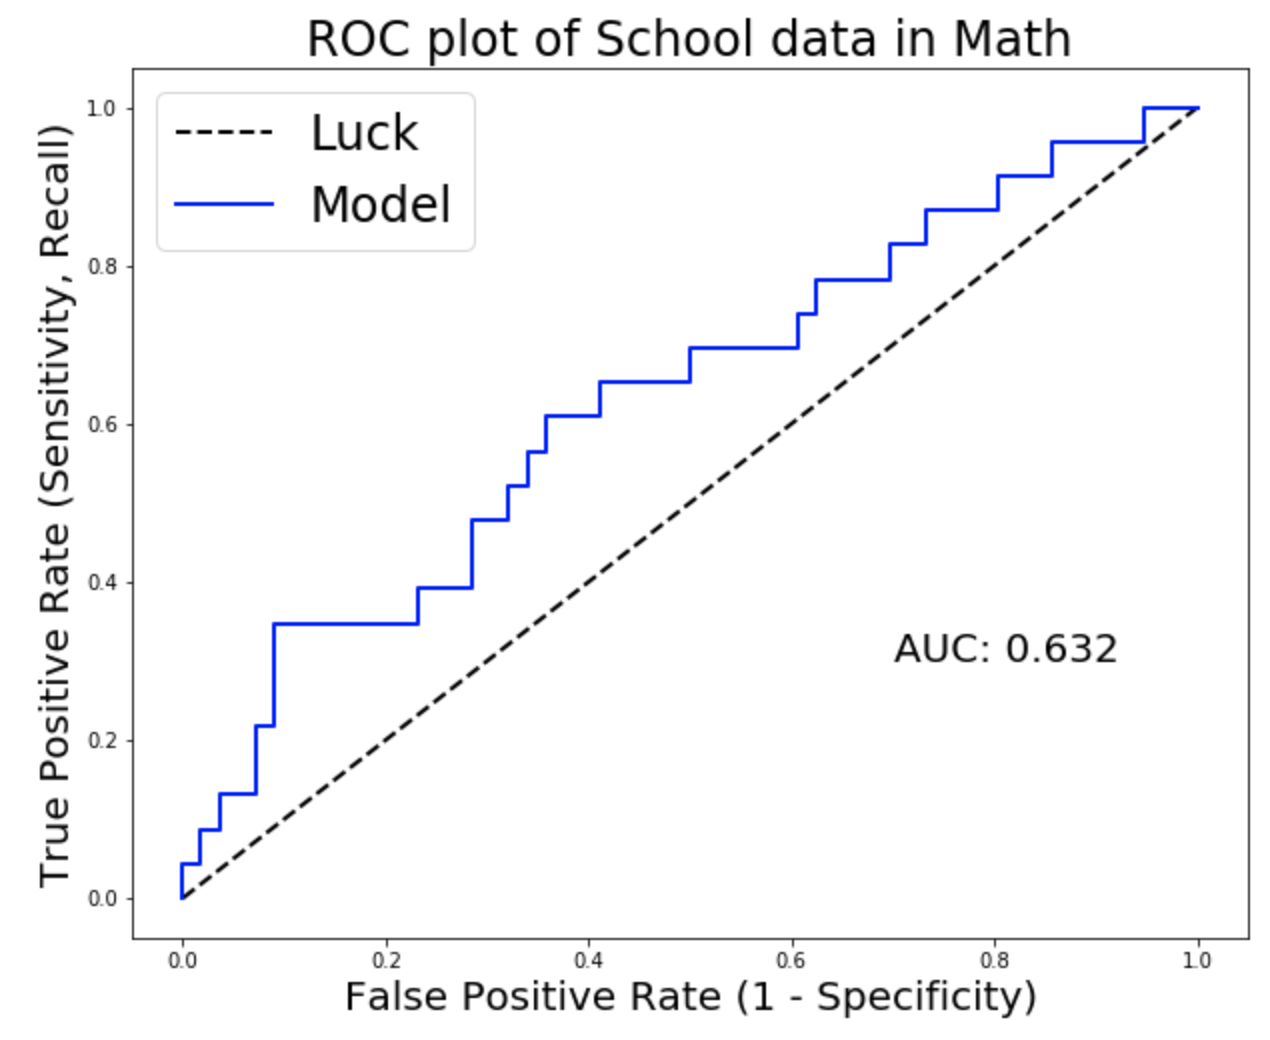 ROC plot of School data in Math
Luck
Model
True Positive Rate (Sensitivity, Recall)
1.0
0.8
0.6
0.4
0.2
0.0
AUC: 0.632
0.0 0.2 0.4 0.6 0.8 1.0
False Positive Rate (1 - Specificity)